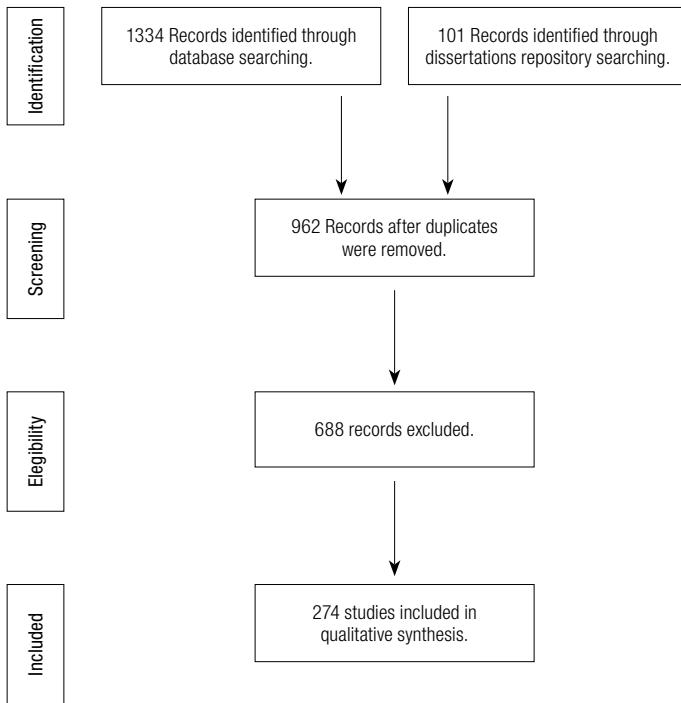 Identification
1334 Records identified through
database searching.
101 Records identified through
dissertations repository searching.
Screening
962 Records after duplicates
were removed.
Elegibility
688 records excluded.
Included
274 studies included in
qualitative synthesis.